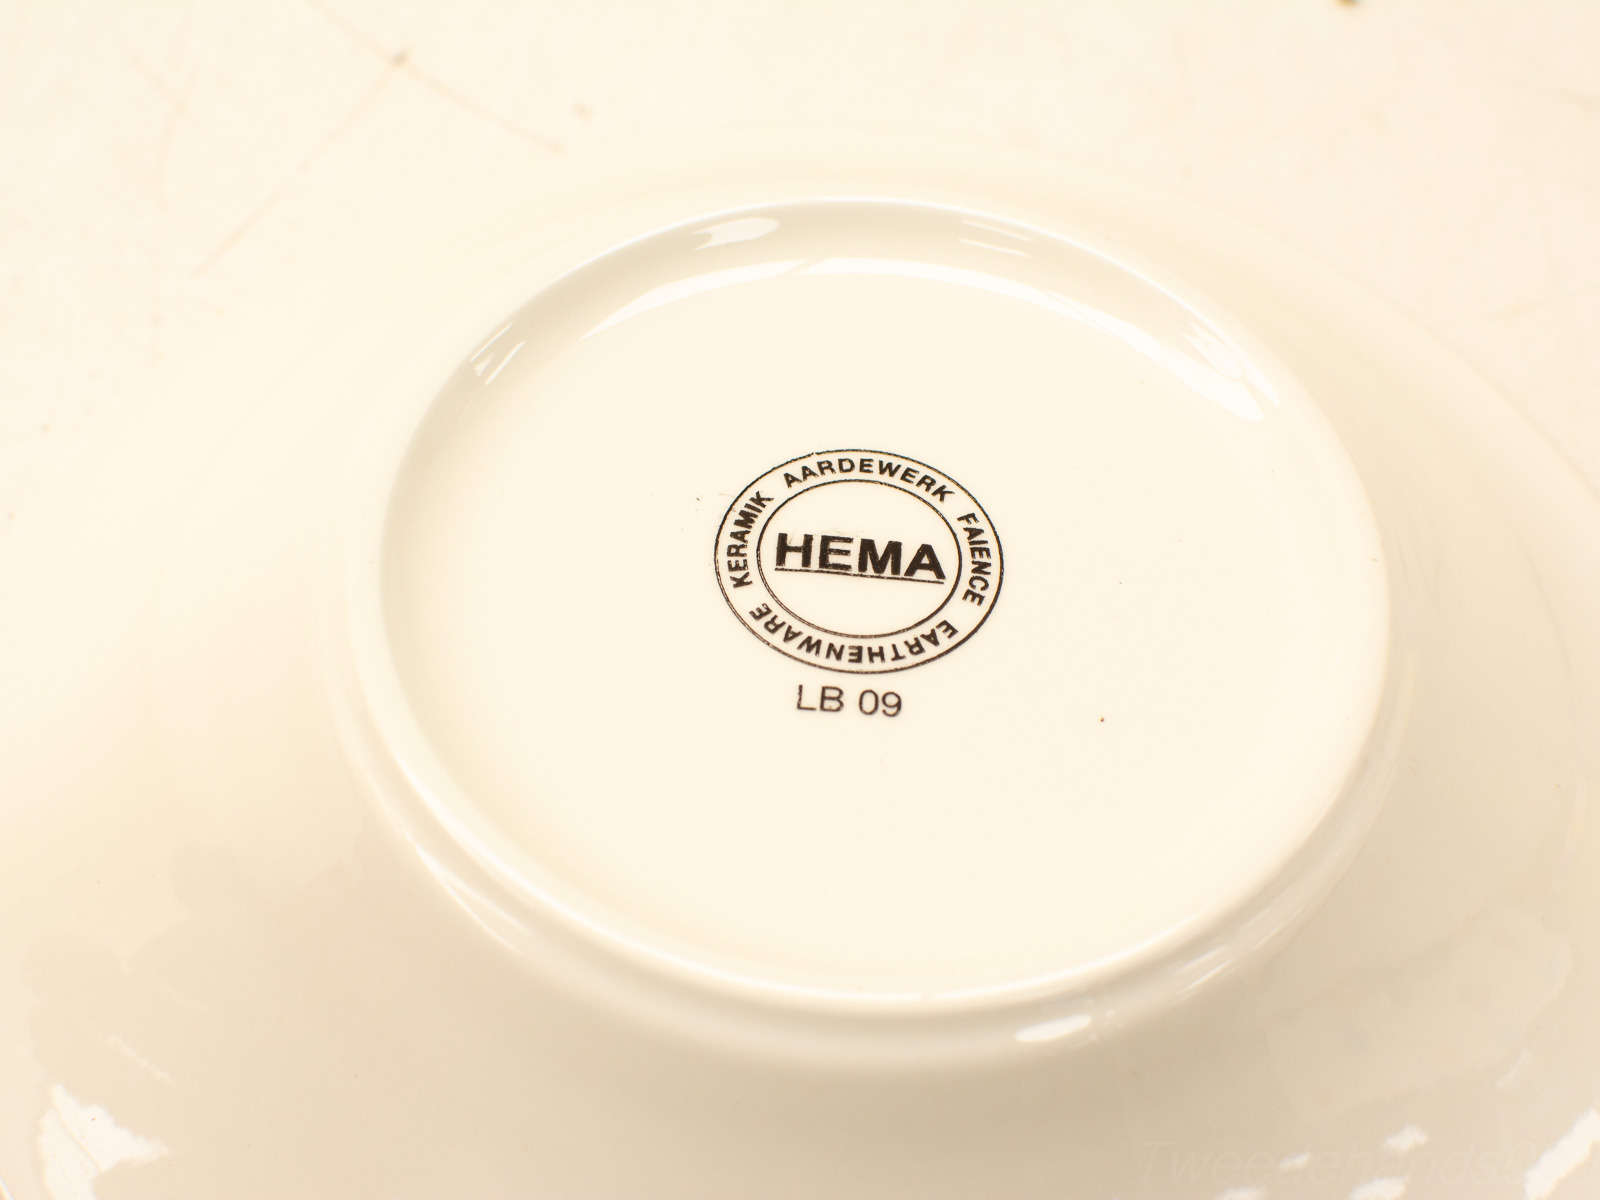 KERAMIK AARDEWERK FAIENCE EARTHENWARE
HEMA
LB 09